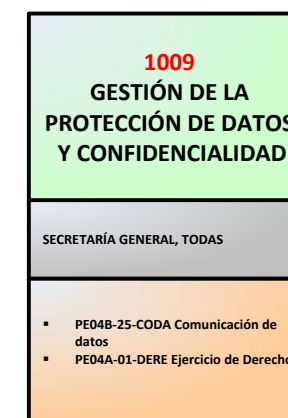 1009
GESTIÓN DE LA
PROTECCIÓN DE DATOS
Y CONFIDENCIALIDAD
SECRETARÍA GENERAL, TODAS
▪ PE04B-25-CODA Comunicación de
datos
▪ PE04A-01-DERE Ejercicio de Derecho